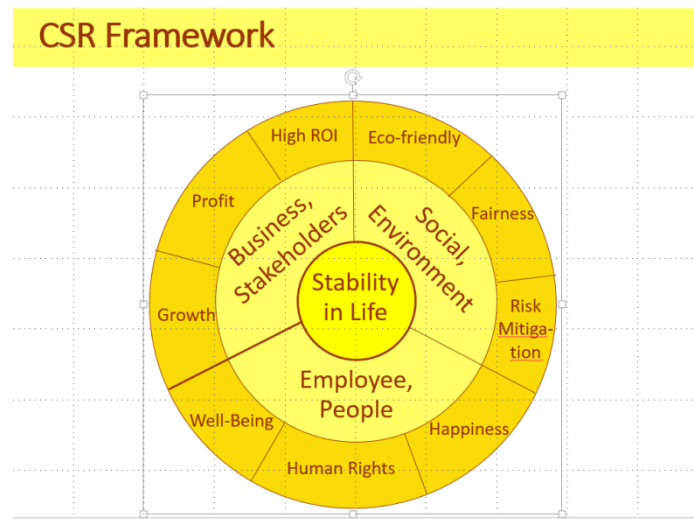 CSR Framework
High ROI
Eco-friendly
Profit
Business,
Stakeholders
Social,
Environment
Fairness
Growth
Stability
in Life
Risk
Mitiga-
tion
Employee,
People
Well-Being
Happiness
Human Rights